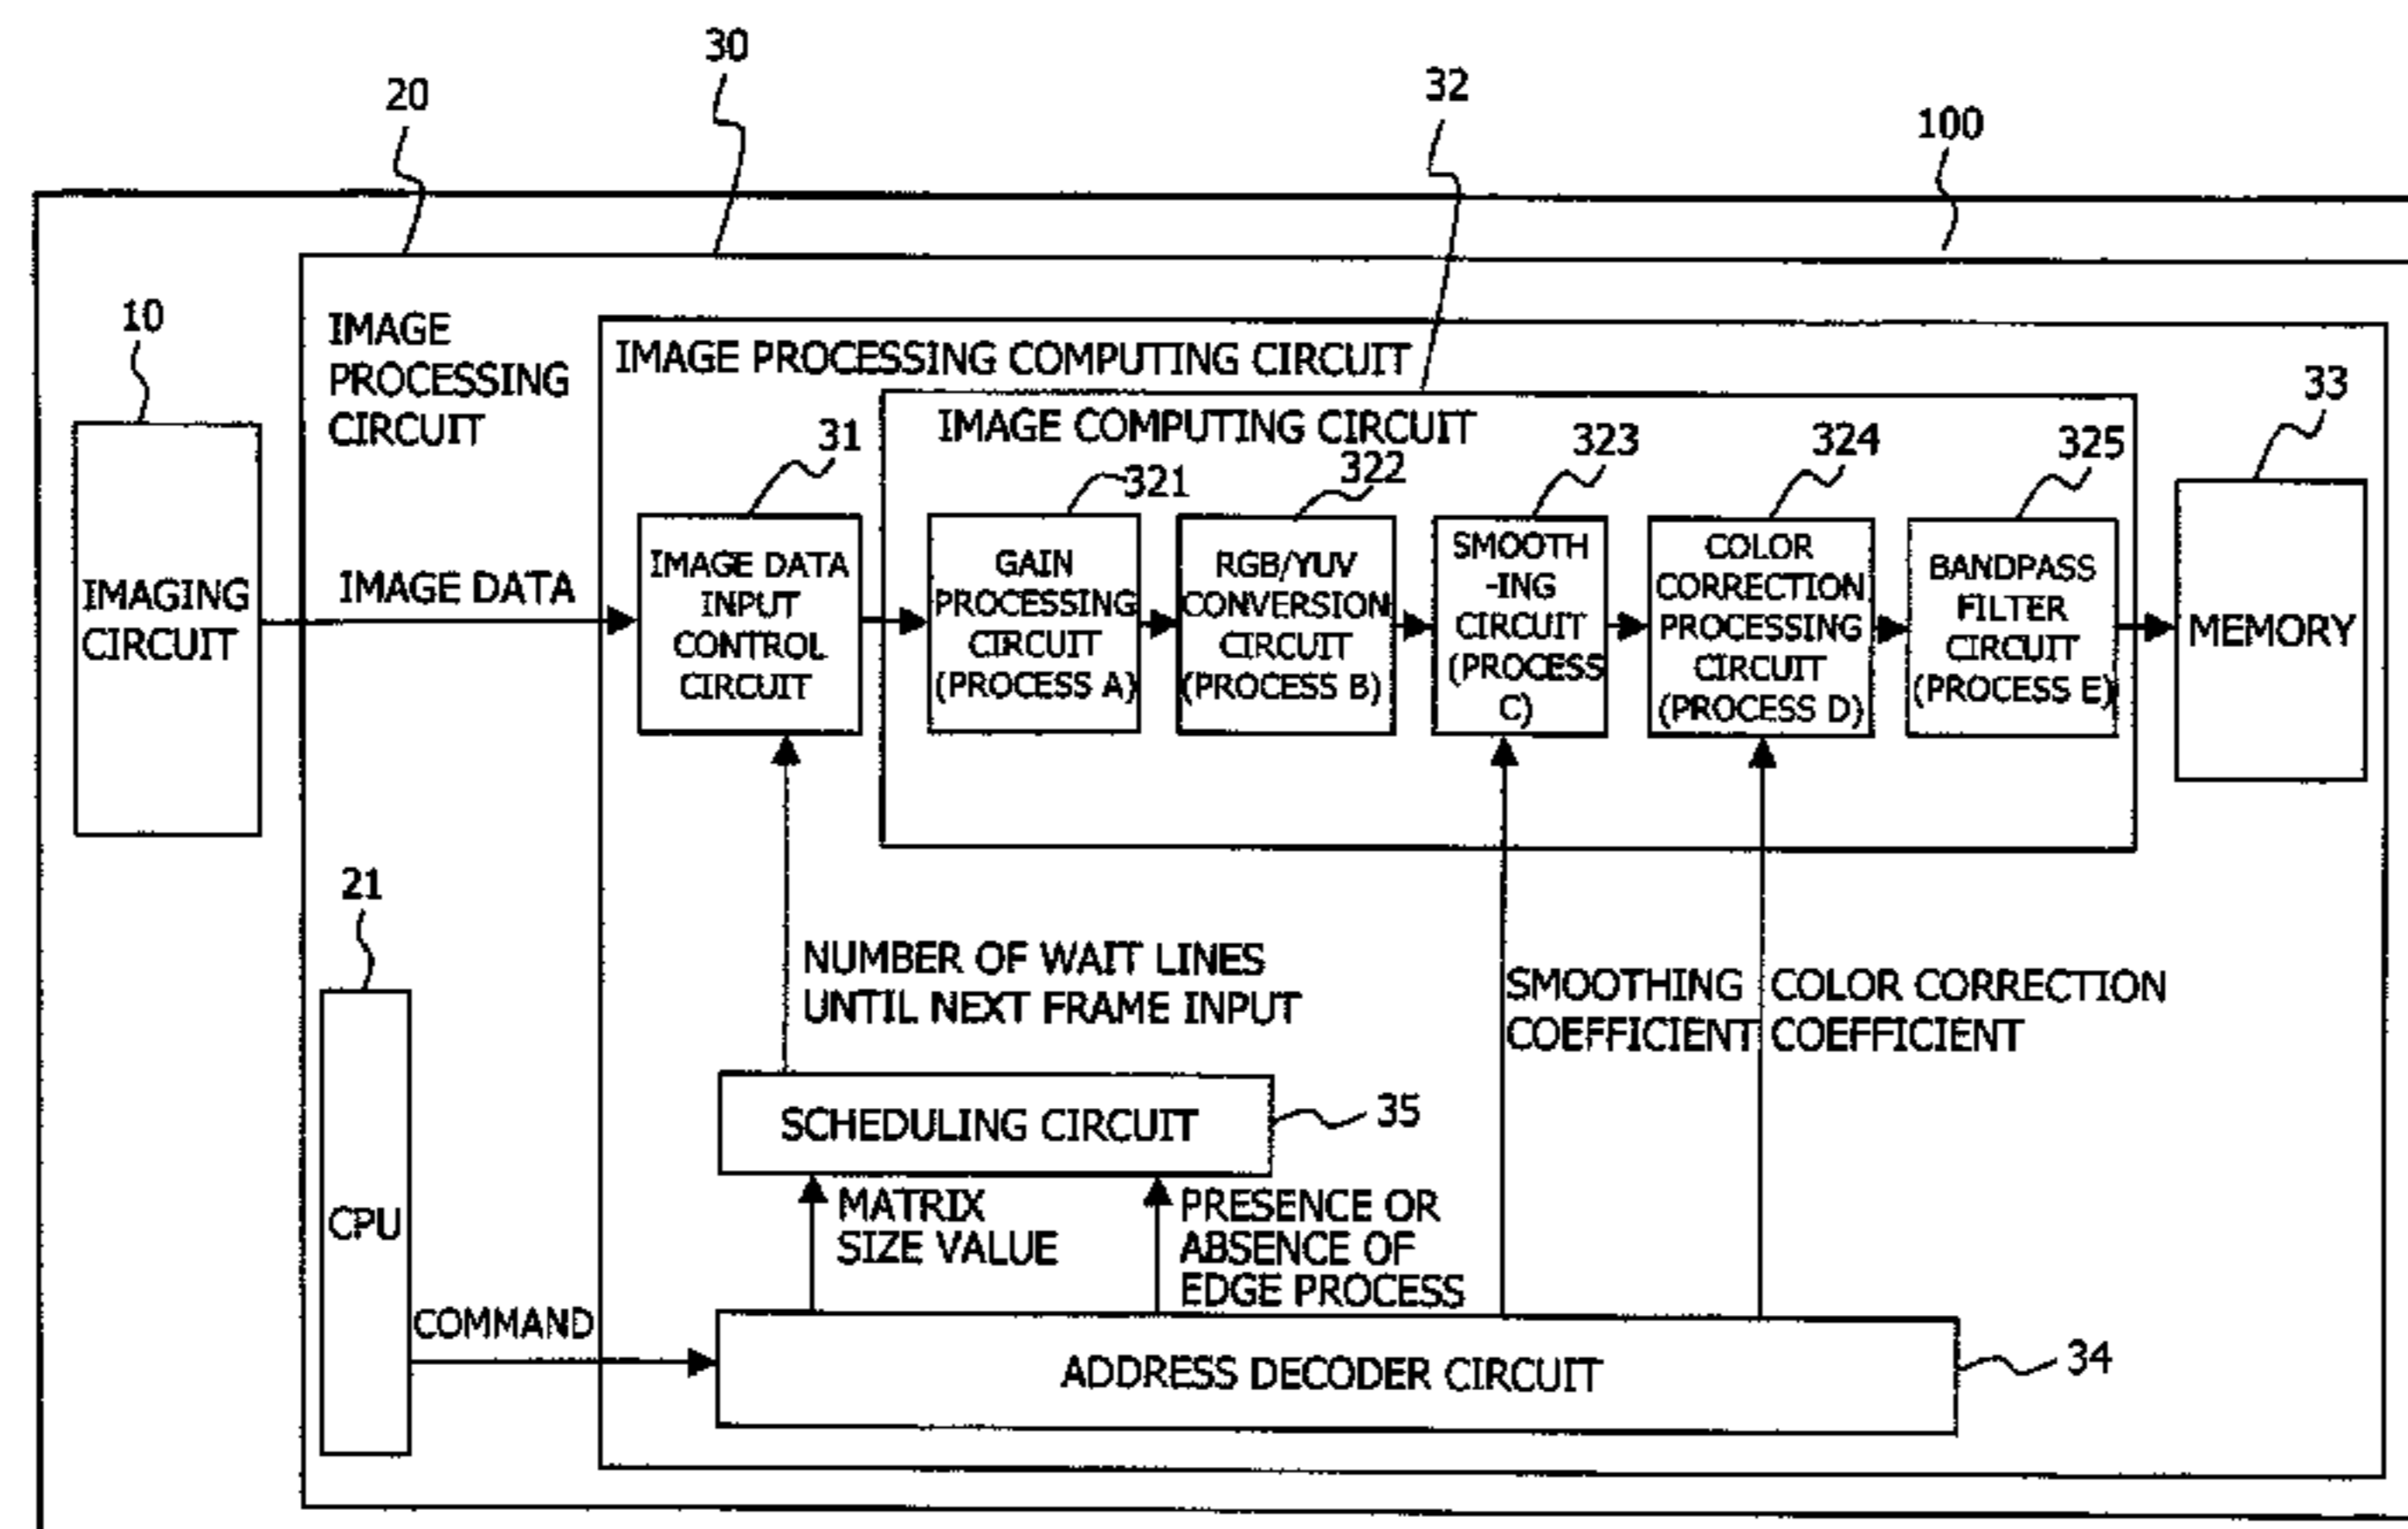 30
20
32
100
10
IMAGE
PROCESSING
CIRCUIT
IMAGE PROCESSING COMPUTING CIRCUIT
33
IMAGE COMPUTING CIRCUIT
31
321
322
323
324
325
IMAGING
CIRCUIT
IMAGE DATA
IMAGE DATA
INPUT
CONTROL
CIRCUIT
GAIN
PROCESSING
CIRCUIT
(PROCESS A)
RGB/YUV
CONVERSION
CIRCUIT
(PROCESS B)
SMOOTH
-ING
CIRCUIT
(PROCESS
C)
COLOR
CORRECTION
PROCESSING
CIRCUIT
(PROCESS D)
BANDPASS
FILTER
CIRCUIT
(PROCESS E)
MEMORY
21
CPU
NUMBER OF WAIT LINES
UNTIL NEXT FRAME INPUT
SMOOTHING
COEFFICIENT
COLOR CORRECTION
COEFFICIENT
SCHEDULING CIRCUIT
35
MATRIX
SIZE VALUE
PRESENCE OR
ABSENCE OF
EDGE PROCESS
COMMAND
ADDRESS DECODER CIRCUIT
34